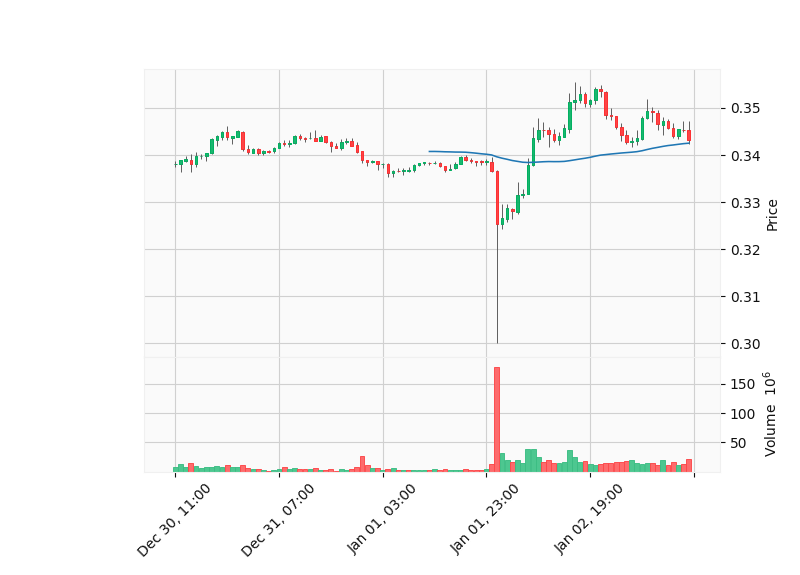 0.35
0.34
0.33
0.32
0.31
0.30
Price
150
100
50
Volume 10^6
Dec 30, 11:00
Dec 31, 07:00
Jan 01, 03:00
Jan 01, 23:00
Jan 02, 19:00